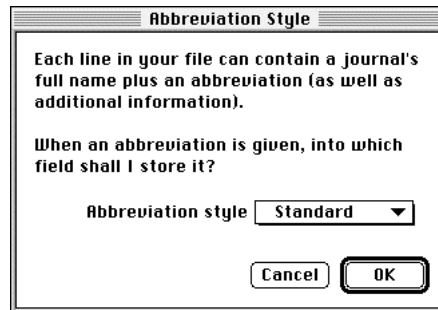 Abbreviation Style
Each line in your file can contain a journal's
full name plus an abbreviation (as well as
additional information).
When an abbreviation is given, into which
field shall I store it?
Abbreviation style Standard
Cancel OK